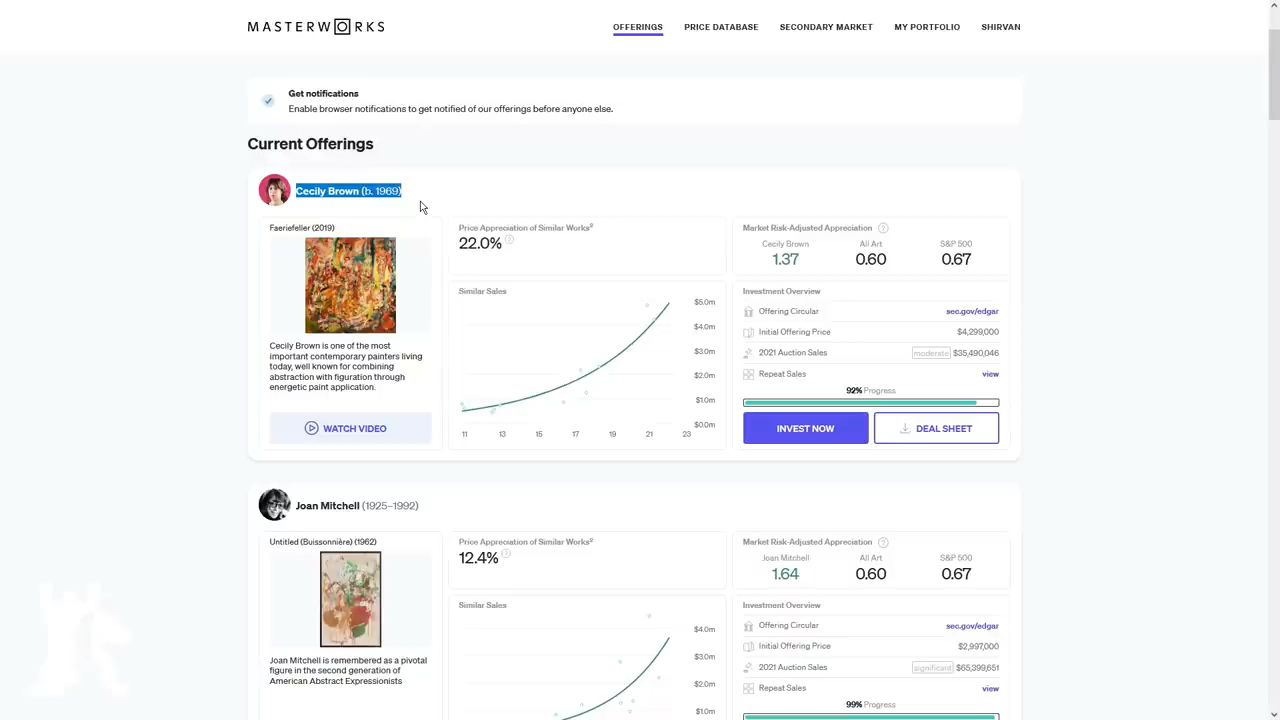 MASTERWORKS
OFFERINGS
PRICE DATABASE
SECONDARY MARKET
MY PORTFOLIO
SHIRVAN
Get notifications
Enable browser notifications to get notified of our offerings before anyone else.
Current Offerings
Cecily Brown (b. 1969)
Faeriefeller (2019)
Cecily Brown is one of the most
important contemporary painters living
today, well known for combining
abstraction with figuration through
energetic paint application.
WATCH VIDEO
Price Appreciation of Similar Works²
22.0% ?
Similar Sales
$5.0m
$4.0m
$3.0m
$2.0m
$1.0m
$0.0m
11 13 15 17 19 21 23
Market Risk-Adjusted Appreciation ?
Cecily Brown All Art S&P 500
1.37 0.60 0.67
Investment Overview
Offering Circular sec.gov/edgar
Initial Offering Price $4,299,000
2021 Auction Sales moderate $35,490,046
Repeat Sales view
92% Progress
INVEST NOW
DEAL SHEET
Joan Mitchell (1925–1992)
Untitled (Buissonnière) (1962)
Joan Mitchell is remembered as a pivotal
figure in the second generation of
American Abstract Expressionists
Price Appreciation of Similar Works²
12.4% ?
Similar Sales
$4.0m
$3.0m
$2.0m
$1.0m
Market Risk-Adjusted Appreciation ?
Joan Mitchell All Art S&P 500
1.64 0.60 0.67
Investment Overview
Offering Circular sec.gov/edgar
Initial Offering Price $2,997,000
2021 Auction Sales significant $65,399,651
Repeat Sales view
99% Progress